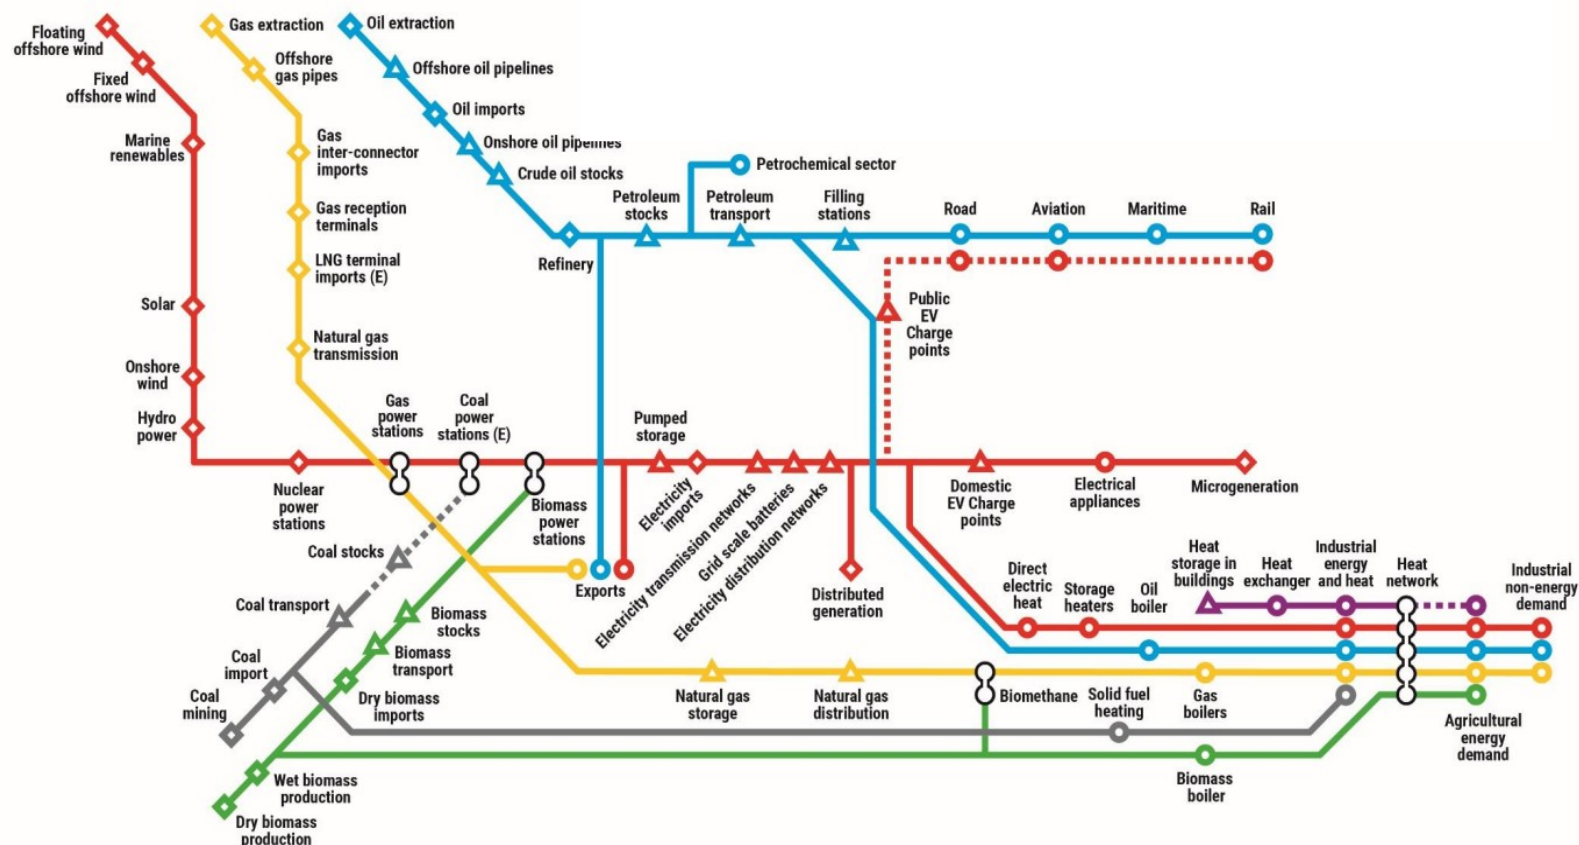 Floating
offshore wind
Fixed
offshore wind
Marine
renewables
Solar
Onshore
wind
Hydro
power
Gas extraction
Offshore
gas pipes
Gas
inter-connector
imports
Gas reception
terminals
LNG terminal
imports (E)
Natural gas
transmission
Oil extraction
Offshore oil pipelines
Oil imports
Onshore oil pipelines
Crude oil stocks
Refinery
Petroleum
stocks
Petrochemical sector
Petroleum
transport
Filling
stations
Road
Aviation
Maritime
Rail
Public
EV
Charge
points
Nuclear
power
stations
Gas
power
stations
Coal
power
stations (E)
Biomass
power
stations
Pumped
storage
Electricity
imports
Electricity transmission networks
Grid scale batteries
Electricity distribution networks
Exports
Distributed
generation
Domestic
EV Charge
points
Electrical
appliances
Microgeneration
Coal stocks
Coal transport
Coal
import
Coal
mining
Biomass
stocks
Biomass
transport
Dry biomass
imports
Wet biomass
production
Dry biomass
production
Direct
electric
heat
Storage
heaters
Oil
boiler
Heat
storage in
buildings
Heat
exchanger
Industrial
energy
and heat
Heat
network
Industrial
non-energy
demand
Natural gas
storage
Natural gas
distribution
Biomethane
Solid fuel
heating
Gas
boilers
Biomass
boiler
Agricultural
energy
demand